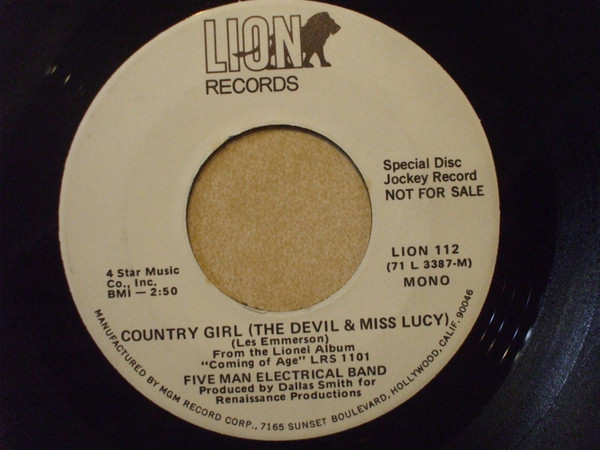 LION
RECORDS
Special Disc
Jockey Record
NOT FOR SALE
LION 112
(71 L 3387-M)
MONO
4 Star Music
Co., Inc.
BMI — 2:50
COUNTRY GIRL (THE DEVIL & MISS LUCY)
(Les Emmerson)
From the Lionel Album
"Coming of Age" LRS 1101
FIVE MAN ELECTRICAL BAND
Produced by Dallas Smith for
Renaissance Productions
MANUFACTURED BY MGM RECORD CORP., 7165 SUNSET BOULEVARD, HOLLYWOOD, CALIF. 90046